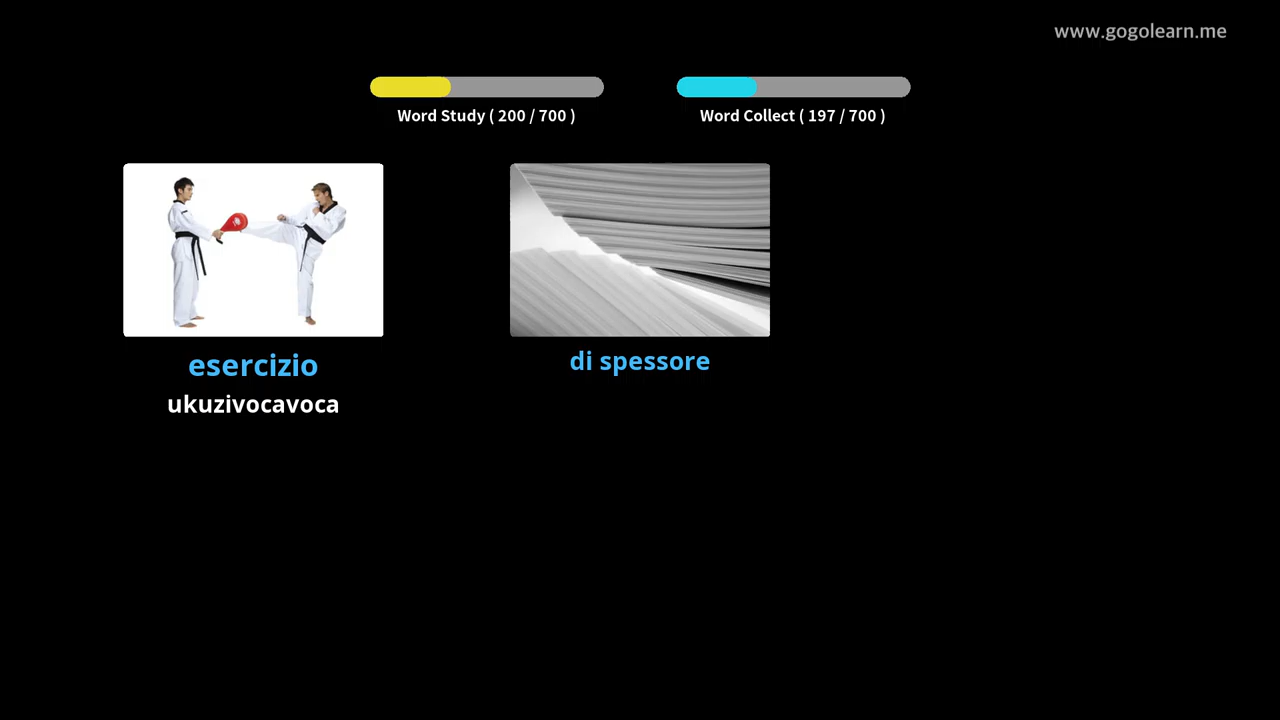 www.gogolearn.me
Word Study ( 200 / 700 )
Word Collect ( 197 / 700 )
esercizio
ukuzivocavoca
di spessore